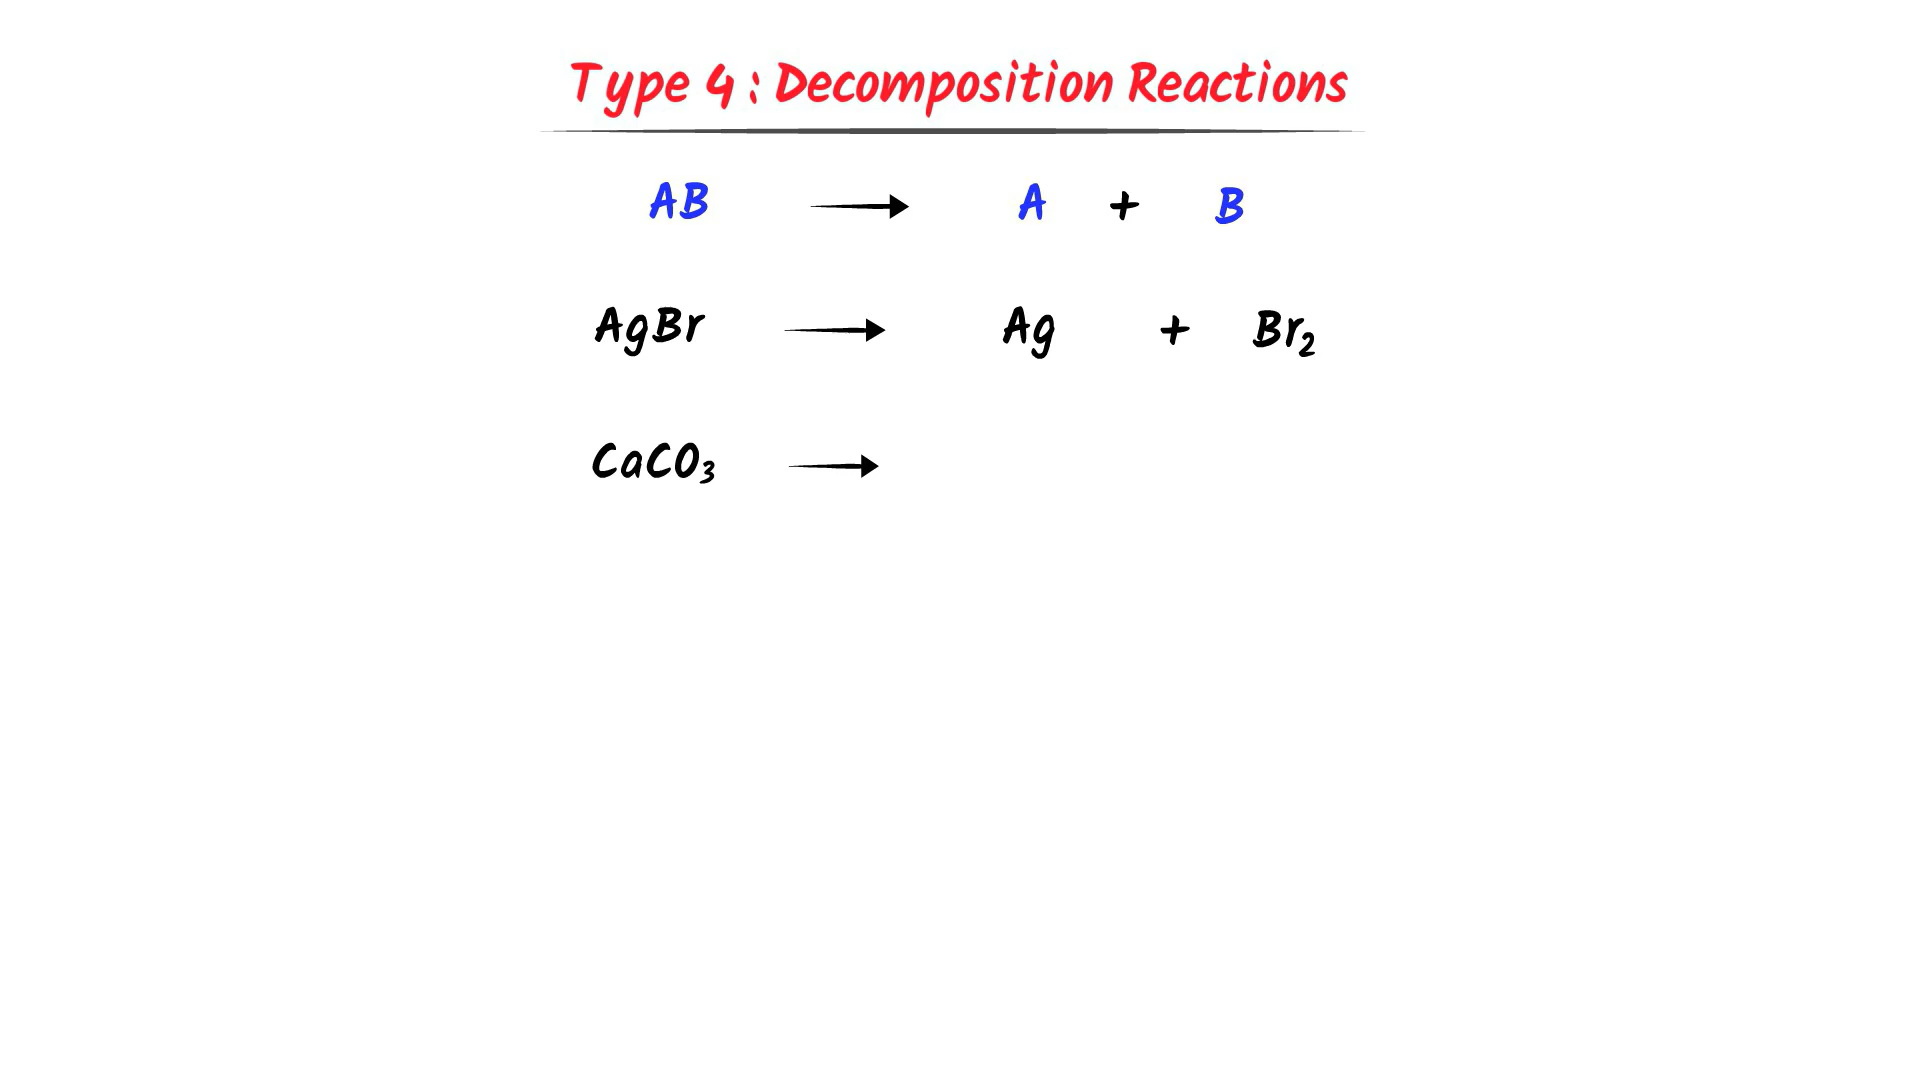 Type 4 : Decomposition Reactions
AB → A + B
AgBr → Ag + Br₂
CaCO₃ →